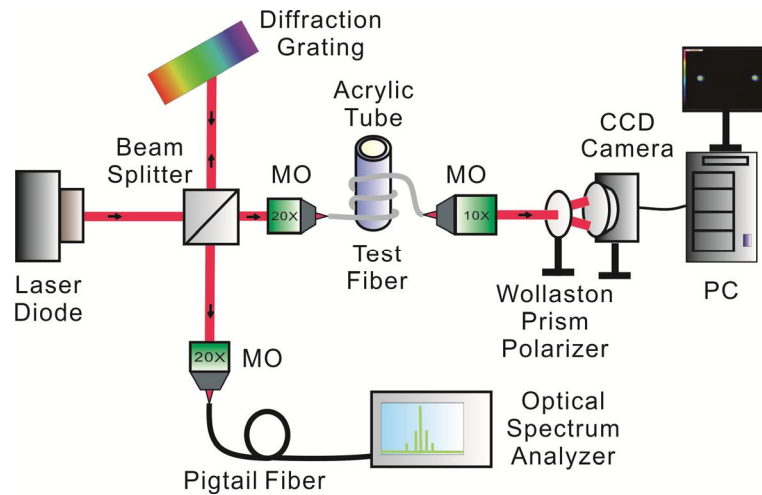 Diffraction
Grating
Acrylic
Tube
Beam
Splitter
MO
MO
CCD
Camera
20X
10X
Laser
Diode
Test
Fiber
Wollaston
Prism
Polarizer
PC
20X
MO
Pigtail Fiber
Optical
Spectrum
Analyzer